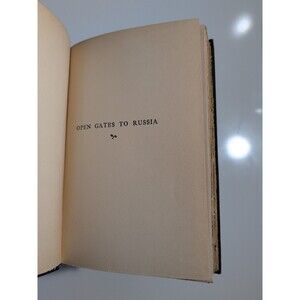 OPEN GATES TO RUSSIA